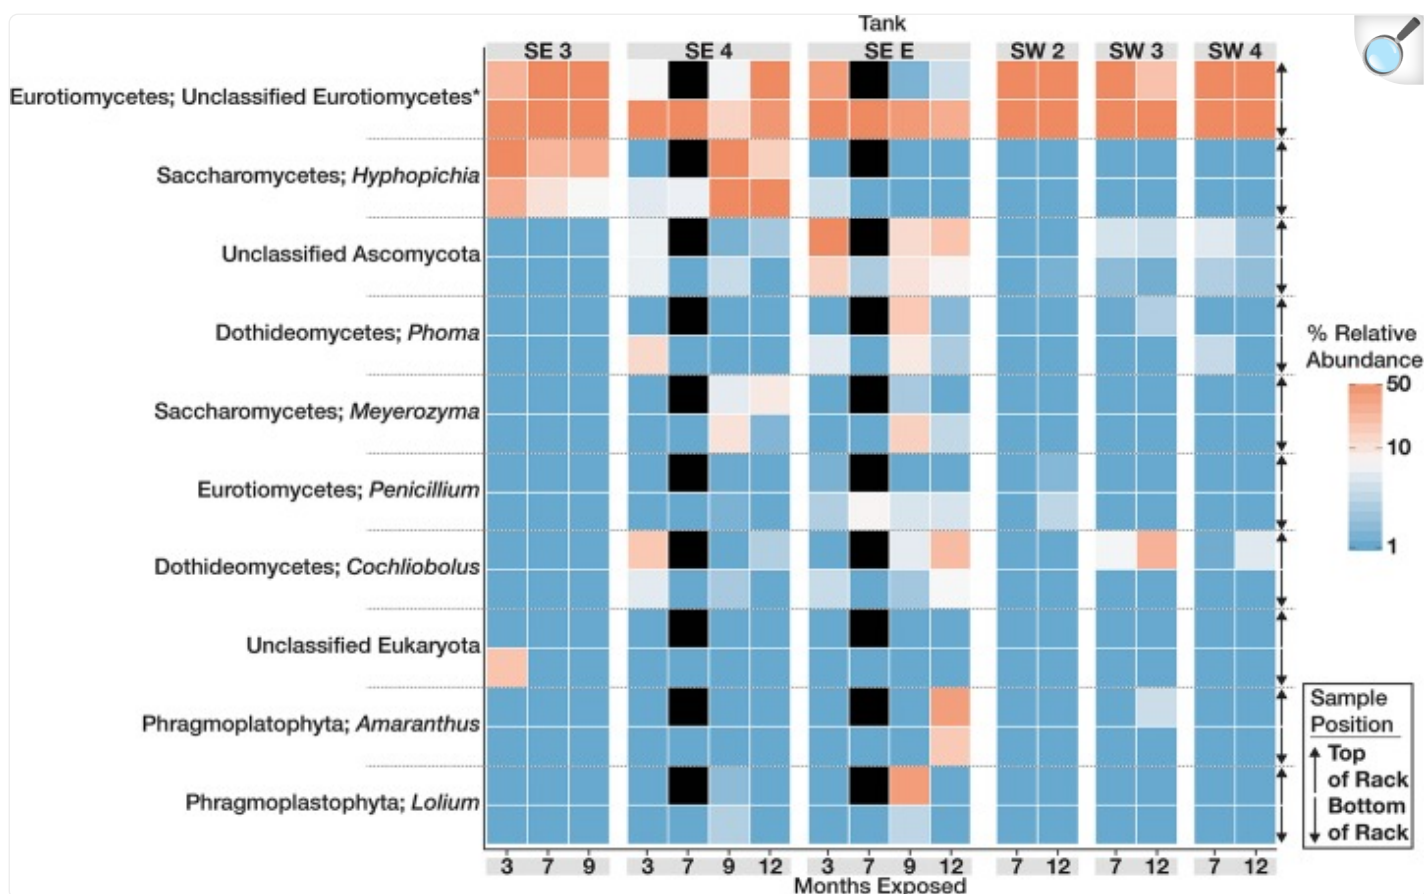 Tank
SE 3 SE 4 SE E SW 2 SW 3 SW 4
Eurotiomycetes; Unclassified Eurotiomycetes*
Saccharomycetes; Hyphopichia
Unclassified Ascomycota
Dothideomycetes; Phoma
Saccharomycetes; Meyerozyma
Eurotiomycetes; Penicillium
Dothideomycetes; Cochliobolus
Unclassified Eukaryota
Phragmoplatophyta; Amaranthus
Phragmoplastophyta; Lolium
% Relative
Abundance
50
10
1
Sample
Position
Top
of Rack
Bottom
of Rack
3 7 9 3 7 9 12 3 7 9 12 7 12 7 12 7 12
Months Exposed